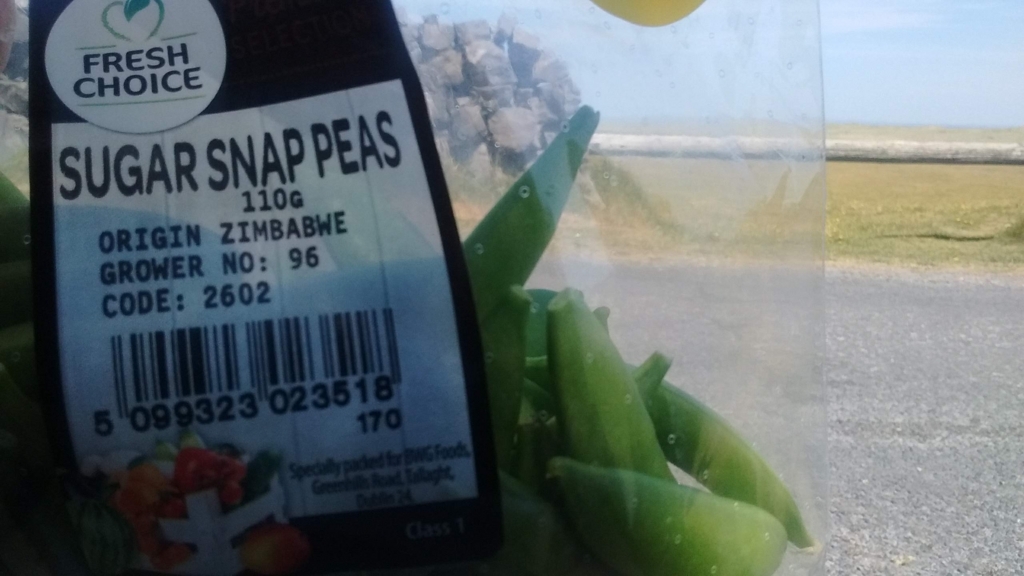 FRESH
CHOICE
SELECTION
SUGAR SNAP PEAS
110G
ORIGIN ZIMBABWE
GROWER NO: 96
CODE: 2602
5 099323 023518
170
Specially packed for BWG Foods,
Greenhills Road, Tallaght,
Dublin 24.
Class 1